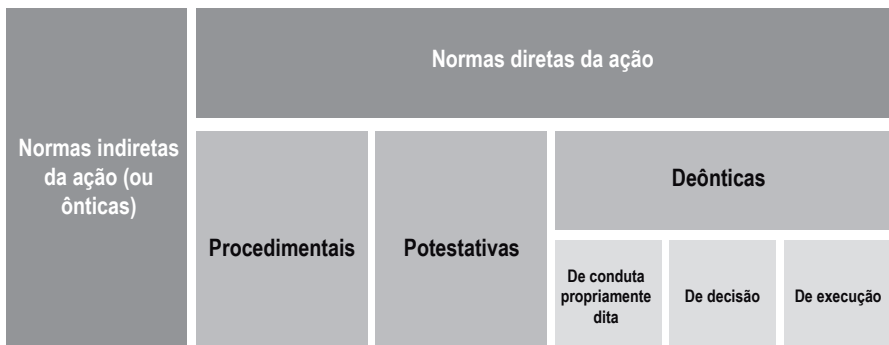 Normas diretas da ação
Normas indiretas
da ação (ou
ônticas)
Procedimentais
Potestativas
Deônticas
De conduta
propriamente
dita
De decisão
De execução